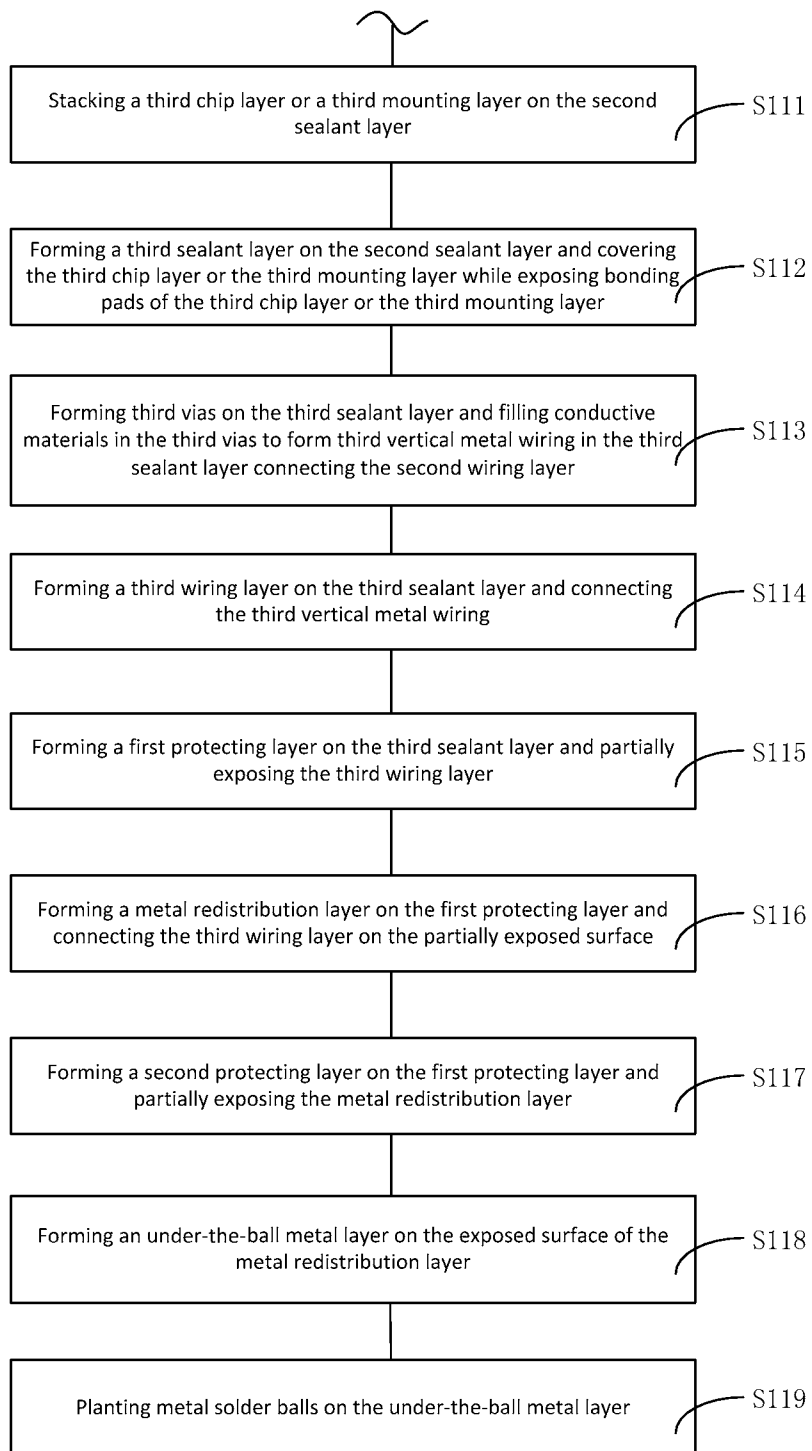 Stacking a third chip layer or a third mounting layer on the second
sealant layer
S111
Forming a third sealant layer on the second sealant layer and covering
the third chip layer or the third mounting layer while exposing bonding
pads of the third chip layer or the third mounting layer
S112
Forming third vias on the third sealant layer and filling conductive
materials in the third vias to form third vertical metal wiring in the third
sealant layer connecting the second wiring layer
S113
Forming a third wiring layer on the third sealant layer and connecting
the third vertical metal wiring
S114
Forming a first protecting layer on the third sealant layer and partially
exposing the third wiring layer
S115
Forming a metal redistribution layer on the first protecting layer and
connecting the third wiring layer on the partially exposed surface
S116
Forming a second protecting layer on the first protecting layer and
partially exposing the metal redistribution layer
S117
Forming an under-the-ball metal layer on the exposed surface of the
metal redistribution layer
S118
Planting metal solder balls on the under-the-ball metal layer
S119